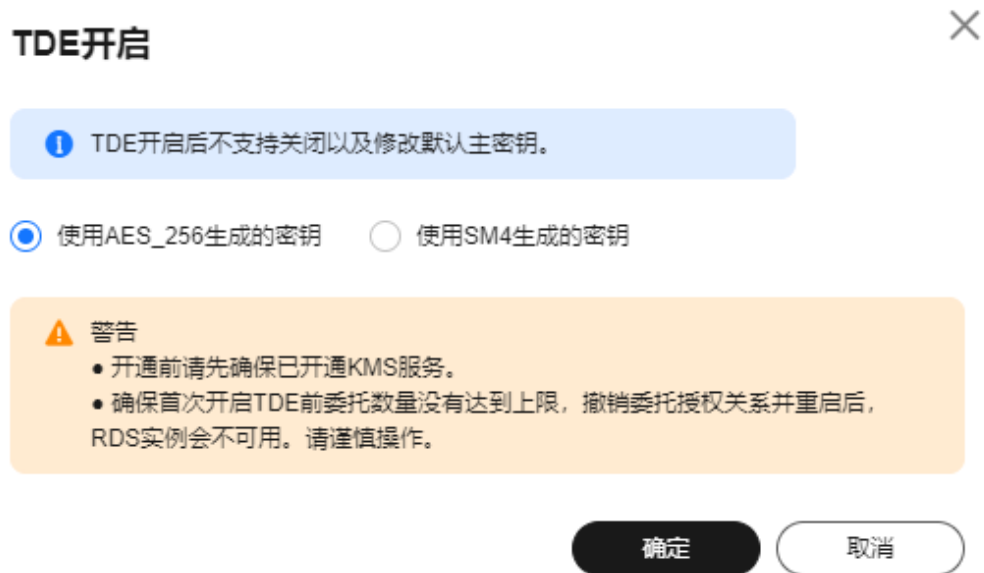 TDE开启
TDE开启后不支持关闭以及修改默认主密钥。
使用AES_256生成的密钥 使用SM4生成的密钥
警告
● 开通前请先确保已开通KMS服务。
● 确保首次开启TDE前委托数量没有达到上限，撤销委托授权关系并重启后，
RDS实例会不可用。请谨慎操作。
确定 取消